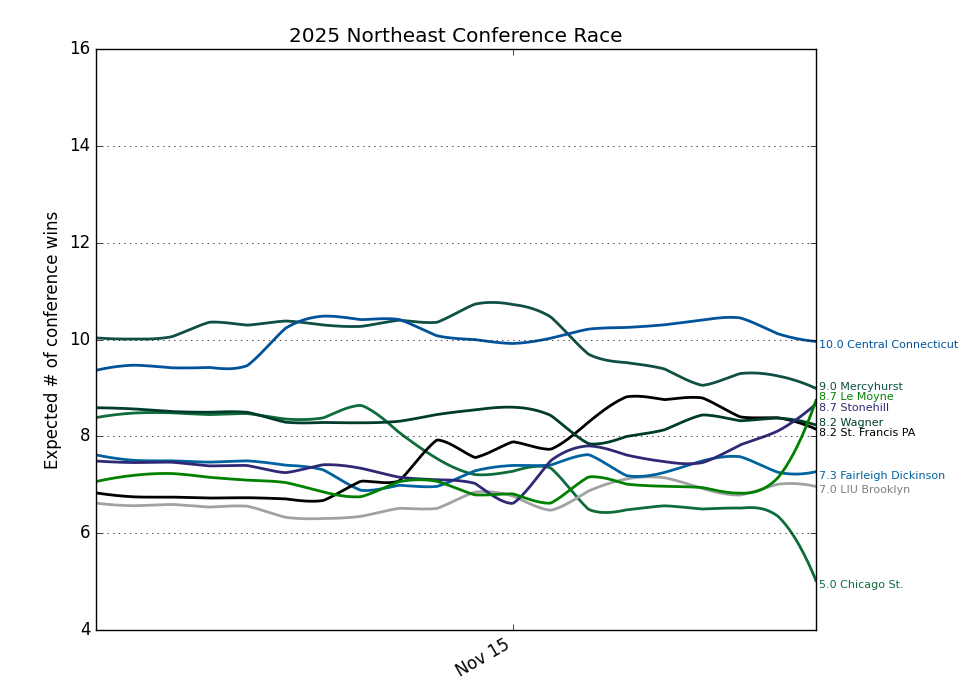 2025 Northeast Conference Race
Expected # of conference wins
16
14
12
10
8
6
4
Nov 15
10.0 Central Connecticut
9.0 Mercyhurst
8.7 Le Moyne
8.7 Stonehill
8.2 Wagner
8.2 St. Francis PA
7.3 Fairleigh Dickinson
7.0 LIU Brooklyn
5.0 Chicago St.